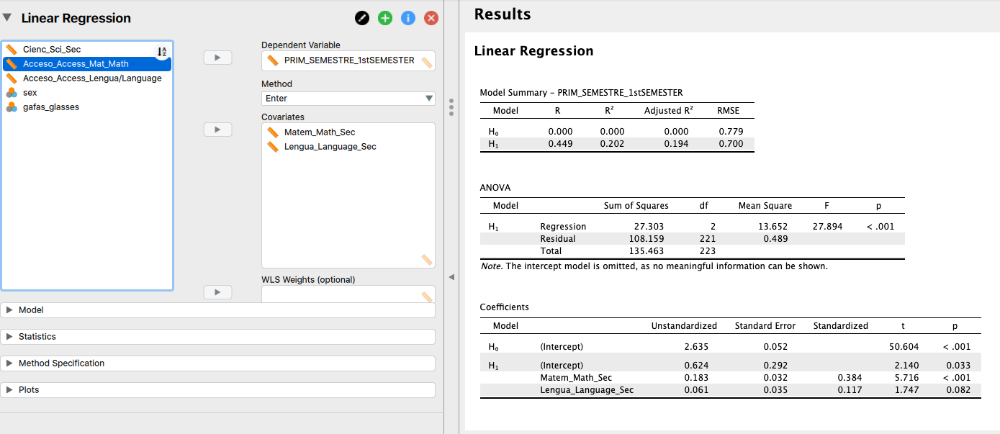 Linear Regression
Cienc_Sci_Sec
Acceso_Access_Mat_Math
Acceso_Access_Lengua/Language
sex
gafas_glasses
Dependent Variable
PRIM_SEMESTRE_1stSEMESTER
Method
Enter
Covariates
Matem_Math_Sec
Lengua_Language_Sec
WLS Weights (optional)
Model
Statistics
Method Specification
Plots
Results
Linear Regression
Model Summary – PRIM_SEMESTRE_1stSEMESTER
Model R R² Adjusted R² RMSE
H₀ 0.000 0.000 0.000 0.779
H₁ 0.449 0.202 0.194 0.700
ANOVA
Model Sum of Squares df Mean Square F p
H₁ Regression 27.303 2 13.652 27.894 < .001
Residual 108.159 221 0.489
Total 135.463 223
Note. The intercept model is omitted, as no meaningful information can be shown.
Coefficients
Model Unstandardized Standard Error Standardized t p
H₀ (Intercept) 2.635 0.052 50.604 < .001
H₁ (Intercept) 0.624 0.292 2.140 0.033
Matem_Math_Sec 0.183 0.032 0.384 5.716 < .001
Lengua_Language_Sec 0.061 0.035 0.117 1.747 0.082